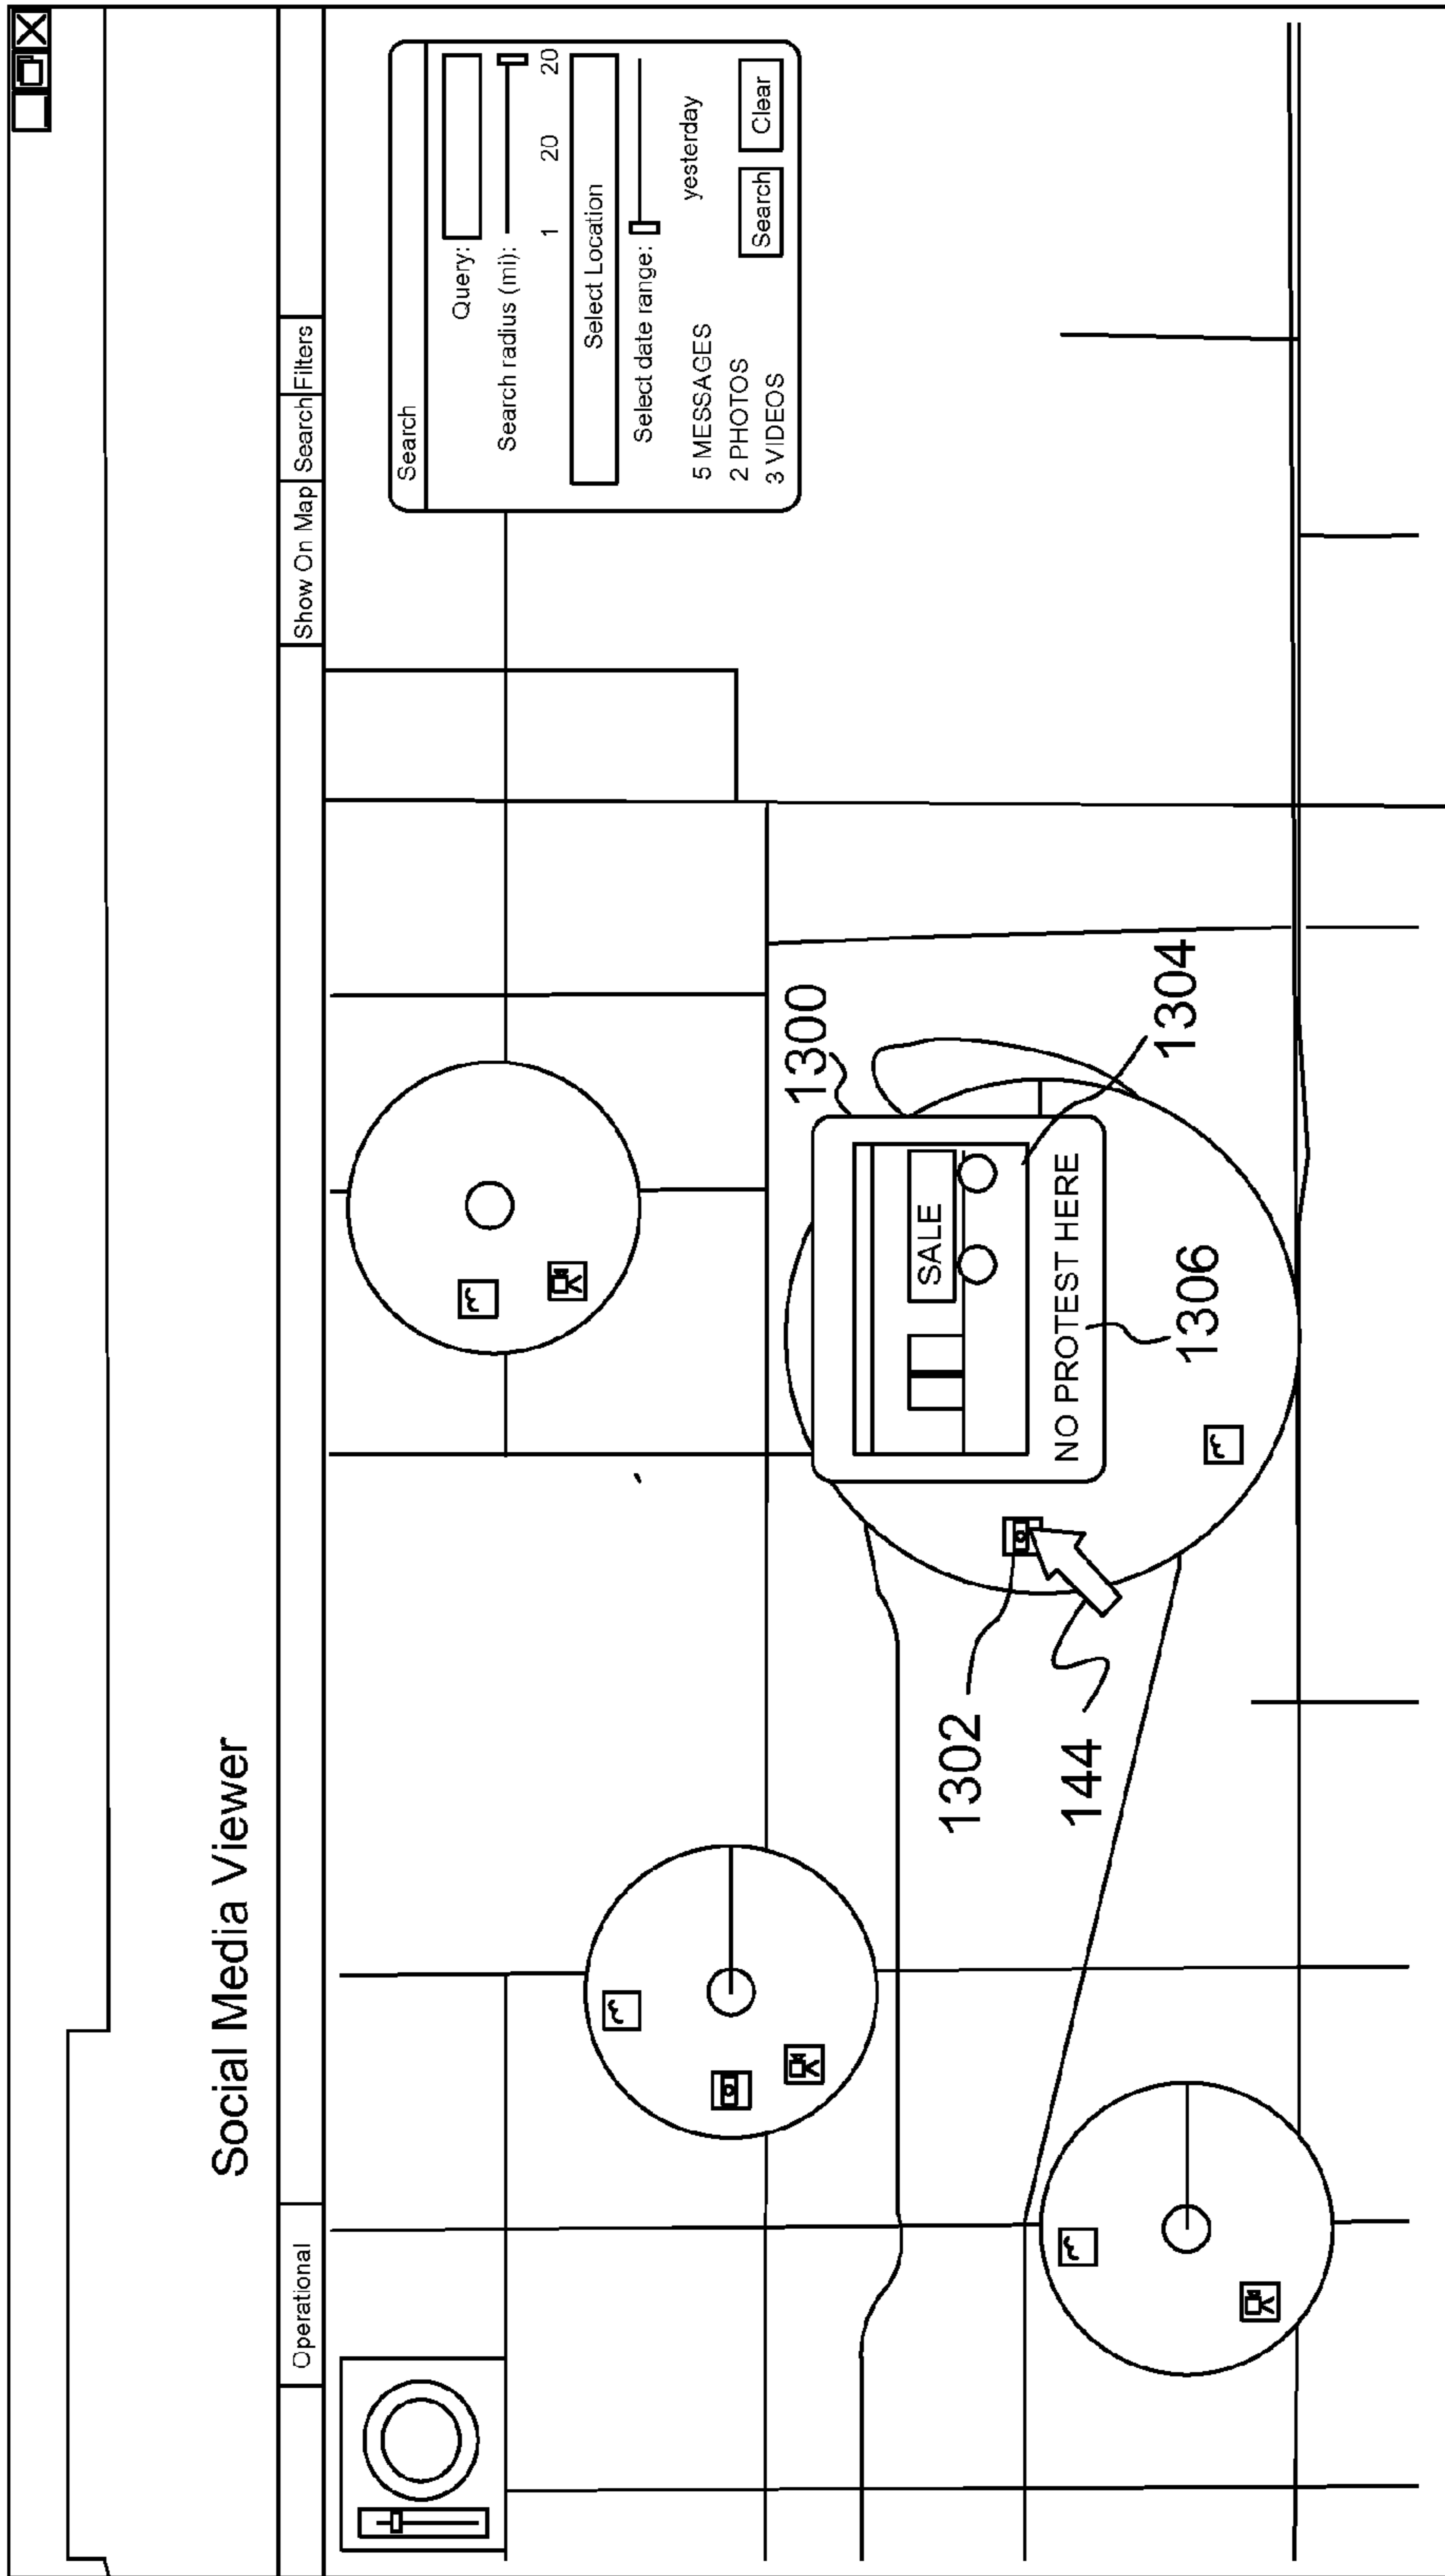 Social Media Viewer
Operational
Show On Map
Search
Filters
Search
Query:
Search radius (mi):
1 20 20
Select Location
Select date range:
yesterday
5 MESSAGES
2 PHOTOS
3 VIDEOS
Search
Clear
1300
SALE
NO PROTEST HERE
1304
1302
1306
144